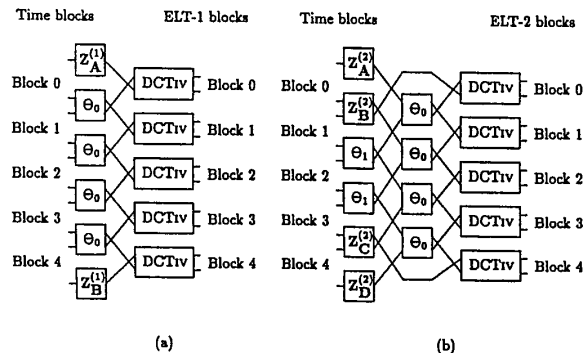 Time blocks ELT-1 blocks
Z_A^(1)
Block 0 DCTIV Block 0
Θ₀
Block 1 DCTIV Block 1
Θ₀
Block 2 DCTIV Block 2
Θ₀
Block 3 DCTIV Block 3
Θ₀
Block 4 DCTIV Block 4
Z_B^(1)
(a)
Time blocks ELT-2 blocks
Z_A^(2)
Block 0 DCTIV Block 0
Z_B^(2) Θ₀
Block 1 DCTIV Block 1
Θ₁ Θ₀
Block 2 DCTIV Block 2
Θ₁ Θ₀
Block 3 DCTIV Block 3
Z_C^(2) Θ₀
Block 4 DCTIV Block 4
Z_D^(2)
(b)